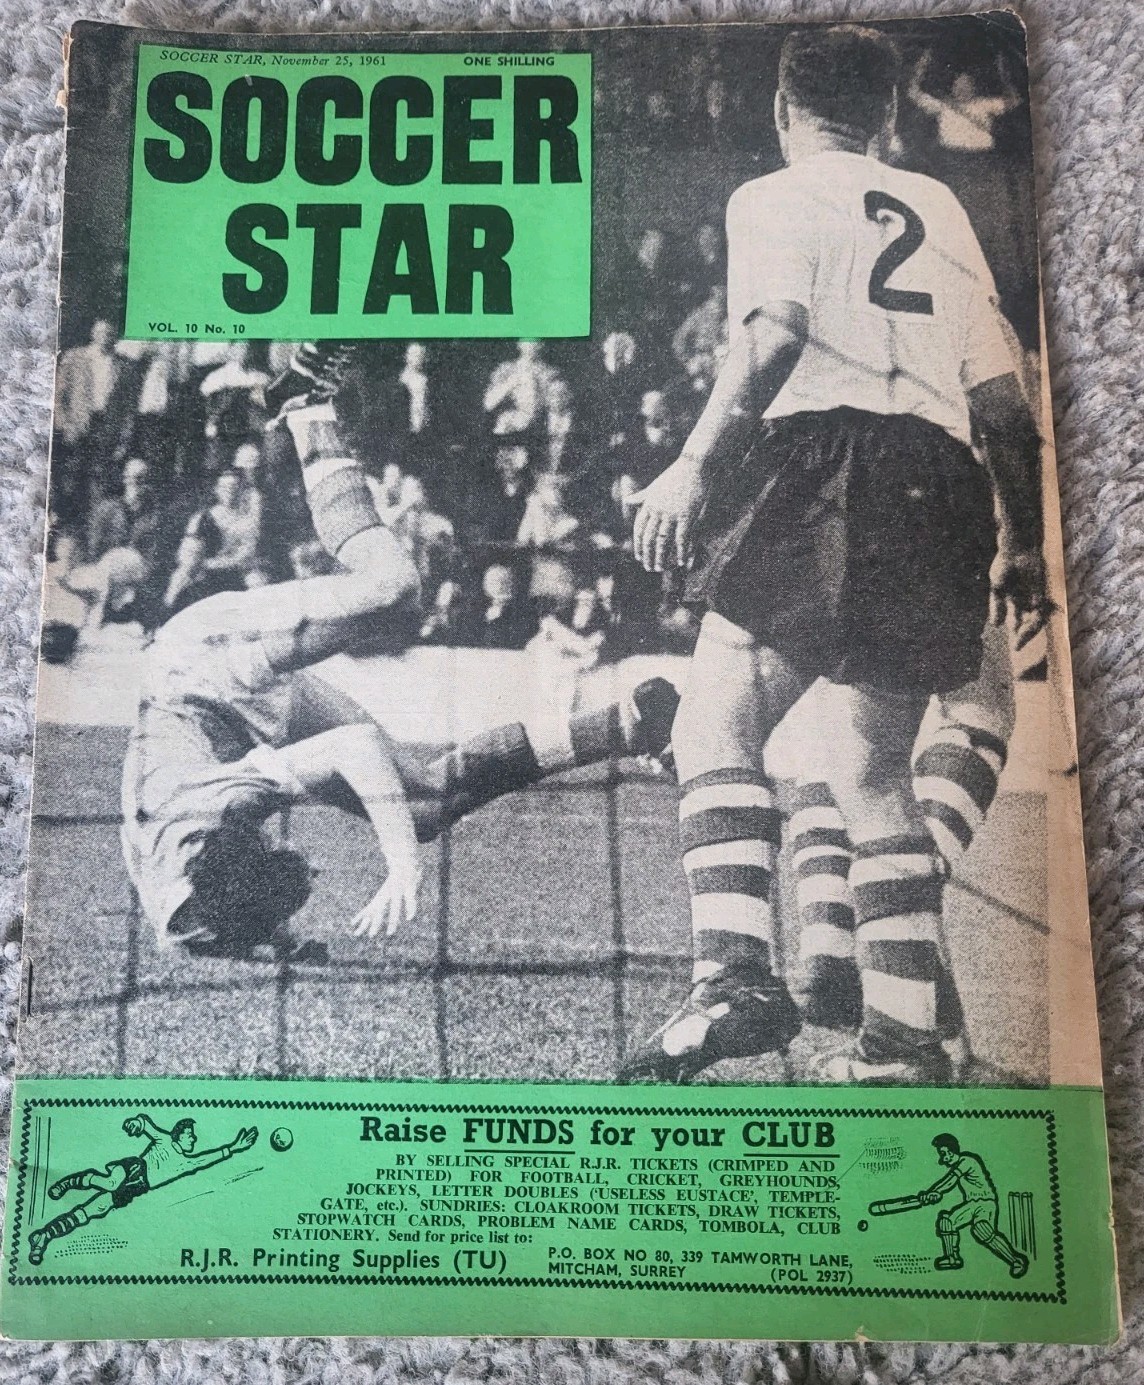 SOCCER STAR, November 25, 1961 ONE SHILLING
SOCCER
STAR
VOL. 10 No. 10
2
Raise FUNDS for your CLUB
BY SELLING SPECIAL R.J.R. TICKETS (CRIMPED AND
PRINTED) FOR FOOTBALL, CRICKET, GREYHOUNDS,
JOCKEYS, LETTER DOUBLES ('USELESS EUSTACE', TEMPLE-
GATE, etc.). SUNDRIES: CLOAKROOM TICKETS, DRAW TICKETS,
STOPWATCH CARDS, PROBLEM NAME CARDS, TOMBOLA, CLUB
STATIONERY. Send for price list to:
R.J.R. Printing Supplies (TU)
P.O. BOX NO 80, 339 TAMWORTH LANE,
MITCHAM, SURREY (POL 2937)